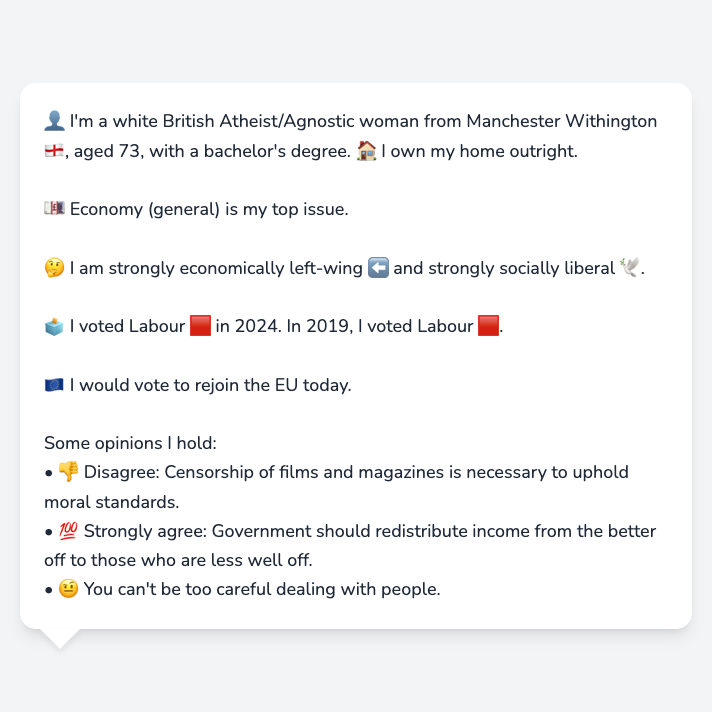 👤 I'm a white British Atheist/Agnostic woman from Manchester Withington
🏴󠁧󠁢󠁥󠁮󠁧󠁿, aged 73, with a bachelor's degree. 🏠 I own my home outright.
💷 Economy (general) is my top issue.
🤔 I am strongly economically left-wing ⬅️ and strongly socially liberal 🕊️.
🗳️ I voted Labour 🟥 in 2024. In 2019, I voted Labour 🟥.
🇪🇺 I would vote to rejoin the EU today.
Some opinions I hold:
• 👎 Disagree: Censorship of films and magazines is necessary to uphold
moral standards.
• 💯 Strongly agree: Government should redistribute income from the better
off to those who are less well off.
• 🤨 You can't be too careful dealing with people.